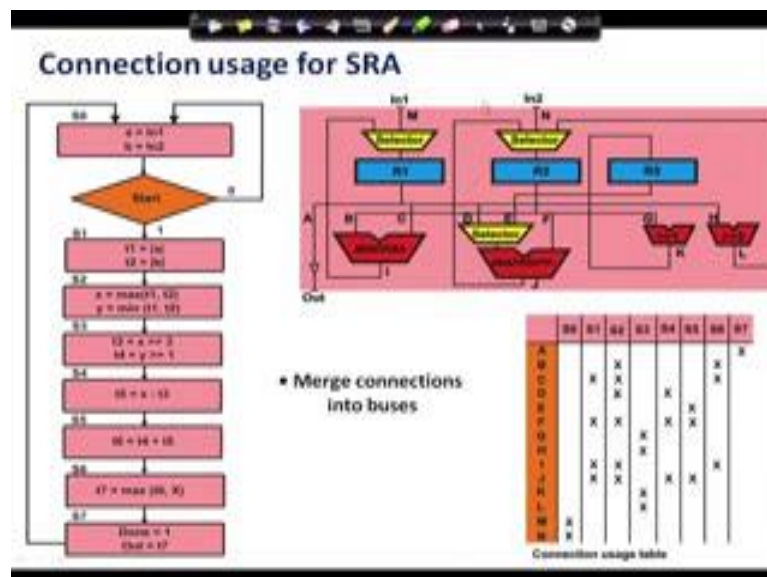 Connection usage for SRA
S0
a = In1
b = In2
Start
0
1
S1
t1 = |a|
t2 = |b|
S2
x = max(t1, t2)
y = min (t1, t2)
S3
t3 = x >> 3
t4 = y >> 1
S4
t5 = x - t3
S5
t6 = t4 + t5
S6
t7 = max (t6, X)
S7
Done = 1
Out = t7
In1
In2
M
N
Selector
Selector
R1
R2
R3
A
B
C
D
E
F
G
H
Selector
I
J
K
L
Out
• Merge connections
into buses
S0 S1 S2 S3 S4 S5 S6 S7
A X
B X X
C X X X
D X X
E X
F X X X X
G X
H X
I X X X
J X X X X
K X
L X
M X
N X
Connection usage table